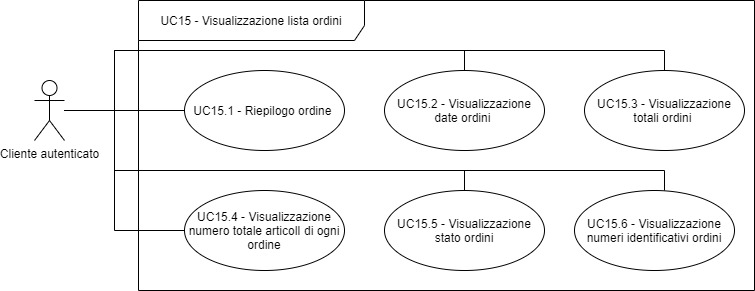 UC15 - Visualizzazione lista ordini
Cliente autenticato
UC15.1 - Riepilogo ordine
UC15.2 - Visualizzazione
date ordini
UC15.3 - Visualizzazione
totali ordini
UC15.4 - Visualizzazione
numero totale articoll di ogni
ordine
UC15.5 - Visualizzazione
stato ordini
UC15.6 - Visualizzazione
numeri identificativi ordini